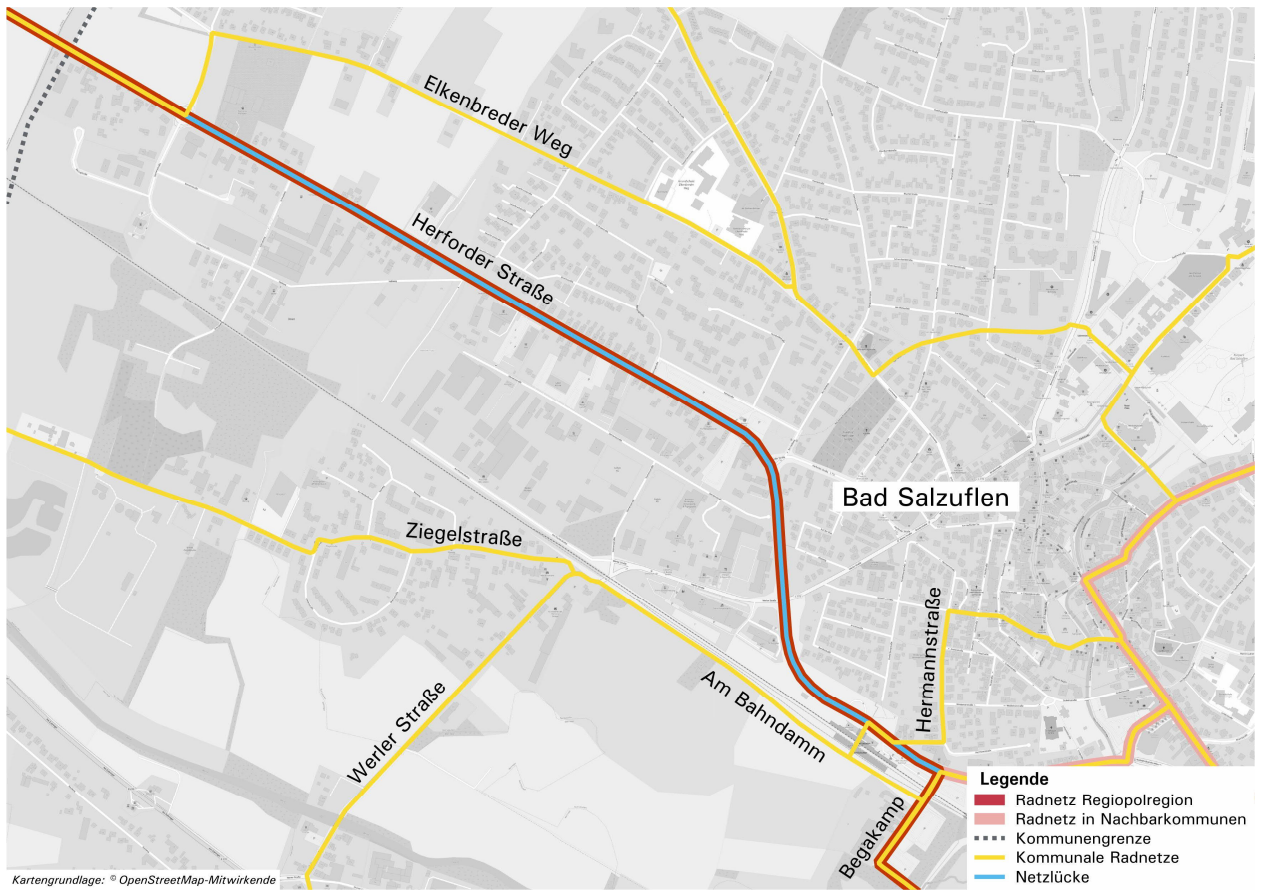 Elkenbreder Weg
Herforder Straße
Bad Salzuflen
Ziegelstraße
Hermannstraße
Am Bahndamm
Werler Straße
Begakamp
Legende
Radnetz Regiopolregion
Radnetz in Nachbarkommunen
Kommunengrenze
Kommunale Radnetze
Netzlücke
Kartengrundlage: © OpenStreetMap-Mitwirkende